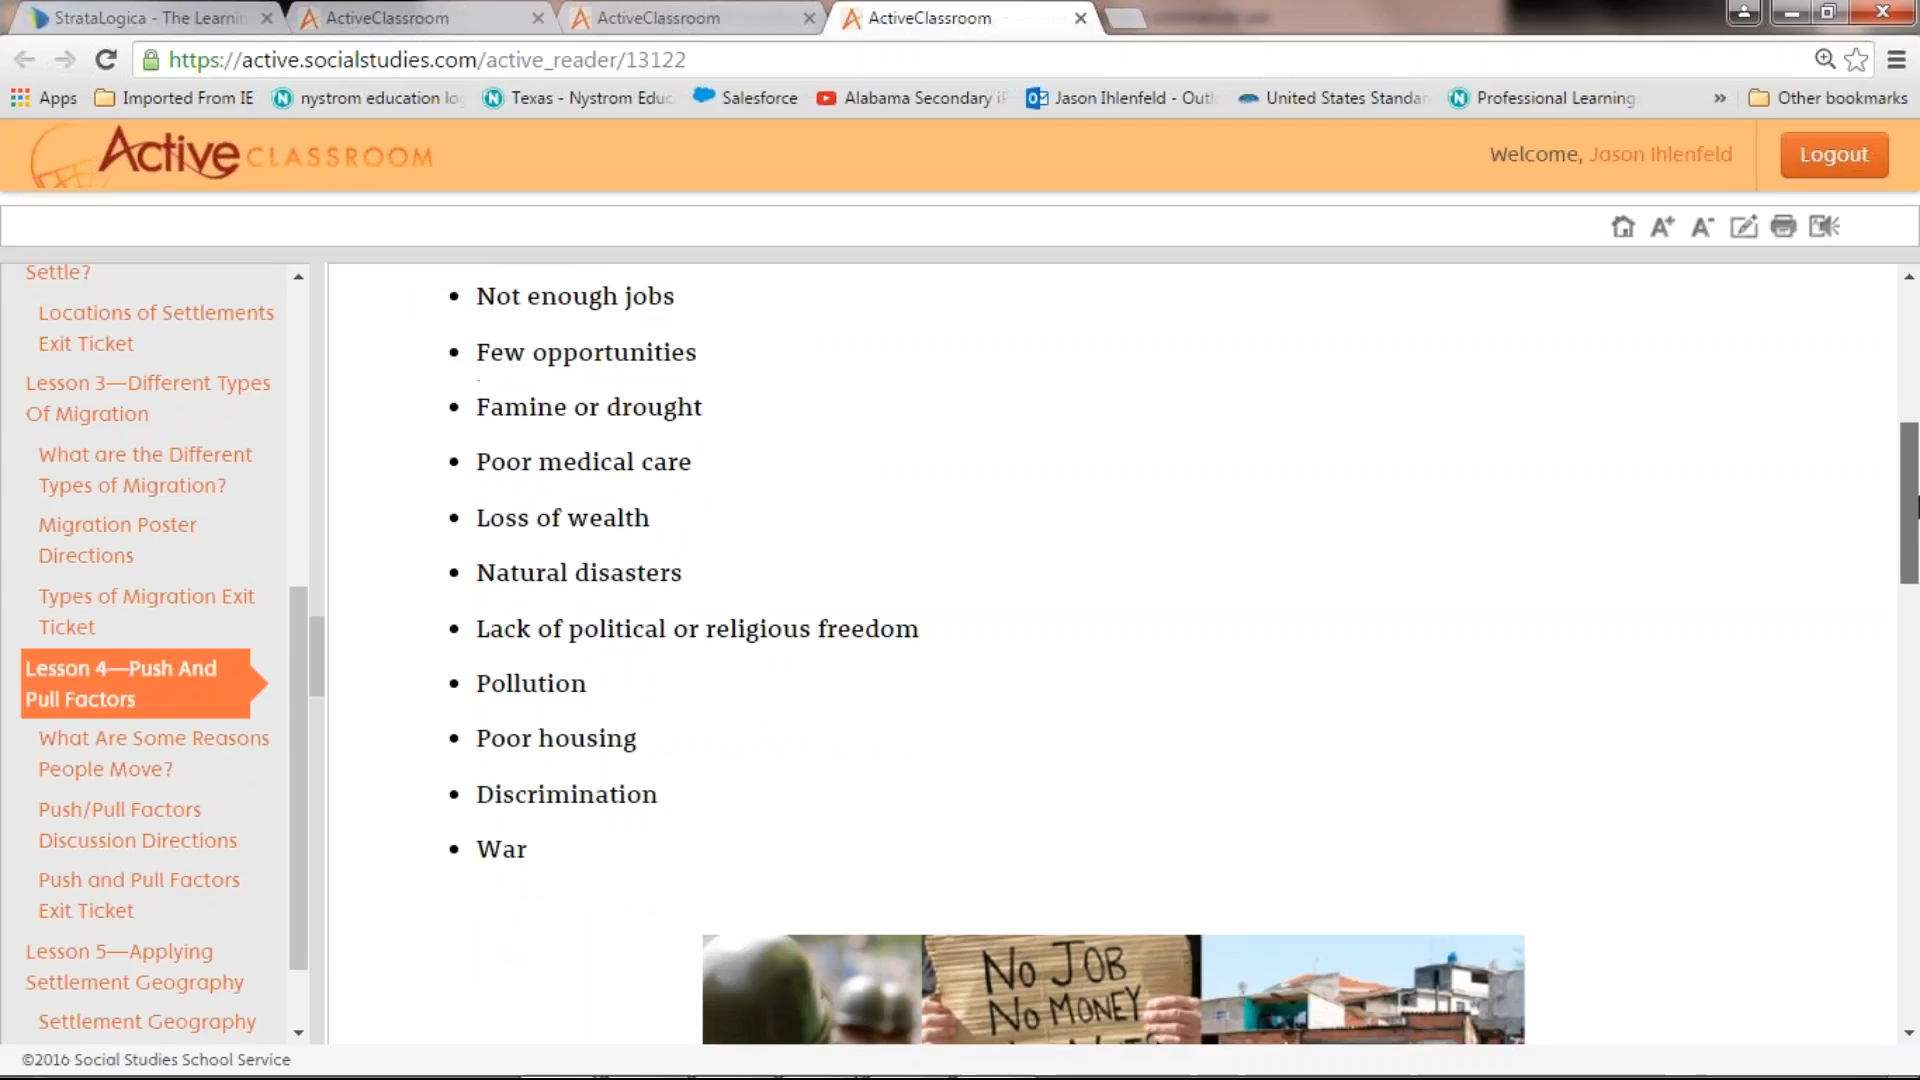 StrataLogica - The Learnin
ActiveClassroom
ActiveClassroom
ActiveClassroom
https://active.socialstudies.com/active_reader/13122
Apps
Imported From IE
nystrom education lo
Texas - Nystrom Educ
Salesforce
Alabama Secondary
Jason Ihlenfeld - Outl
United States Standar
Professional Learning
»
Other bookmarks
Active CLASSROOM
Welcome, Jason Ihlenfeld
Logout
A+
A-
Settle?
Locations of Settlements
Exit Ticket
Lesson 3—Different Types
Of Migration
What are the Different
Types of Migration?
Migration Poster
Directions
Types of Migration Exit
Ticket
Lesson 4—Push And
Pull Factors
What Are Some Reasons
People Move?
Push/Pull Factors
Discussion Directions
Push and Pull Factors
Exit Ticket
Lesson 5—Applying
Settlement Geography
Settlement Geography
• Not enough jobs
• Few opportunities
• Famine or drought
• Poor medical care
• Loss of wealth
• Natural disasters
• Lack of political or religious freedom
• Pollution
• Poor housing
• Discrimination
• War
No JOB
No MONEY
©2016 Social Studies School Service